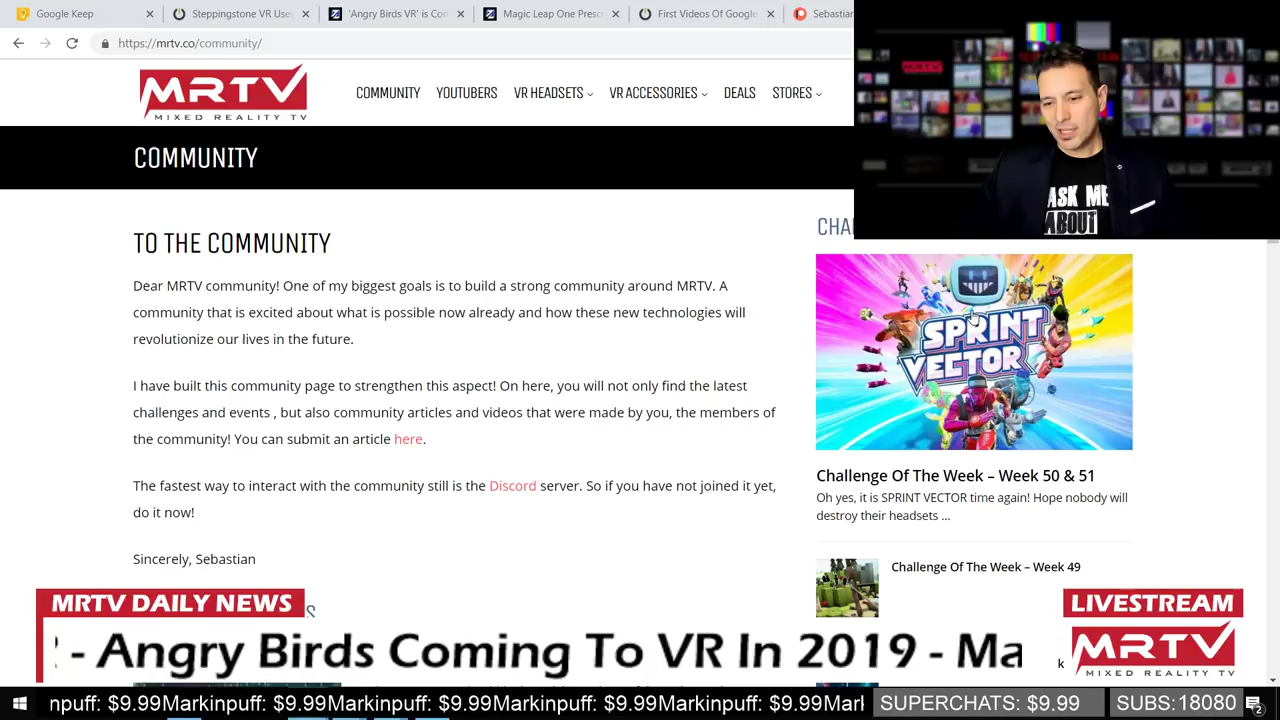 Google Keep
Steppingstone VR Uses
'Angry Birds VR' is Con
Magic Leap One Prescr
First Videos Of Google
Sebastian
https://mrtv.co/community/
MRTV
MIXED REALITY TV
COMMUNITY
YOUTUBERS
VR HEADSETS
VR ACCESSORIES
DEALS
STORES
MRTV
ASK ME
ABOUT
COMMUNITY
TO THE COMMUNITY
Dear MRTV community! One of my biggest goals is to build a strong community around MRTV. A
community that is excited about what is possible now already and how these new technologies will
revolutionize our lives in the future.
I have built this community page to strengthen this aspect! On here, you will not only find the latest
challenges and events , but also community articles and videos that were made by you, the members of
the community! You can submit an article here.
The fastest way to interact with the community still is the Discord server. So if you have not joined it yet,
do it now!
Sincerely, Sebastian
CHAL
SPRINT
VECTOR
Challenge Of The Week – Week 50 & 51
Oh yes, it is SPRINT VECTOR time again! Hope nobody will
destroy their headsets ...
Challenge Of The Week – Week 49
MRTV DAILY NEWS
S
- Angry Birds Coming To VR In 2019 - Ma
k
LIVESTREAM
MRTV
MIXED REALITY TV
npuff: $9.99Markinpuff: $9.99Markinpuff: $9.99Markinpuff: $9.99Markinpuff: $9.99Mark
SUPERCHATS: $9.99
SUBS:18080
2